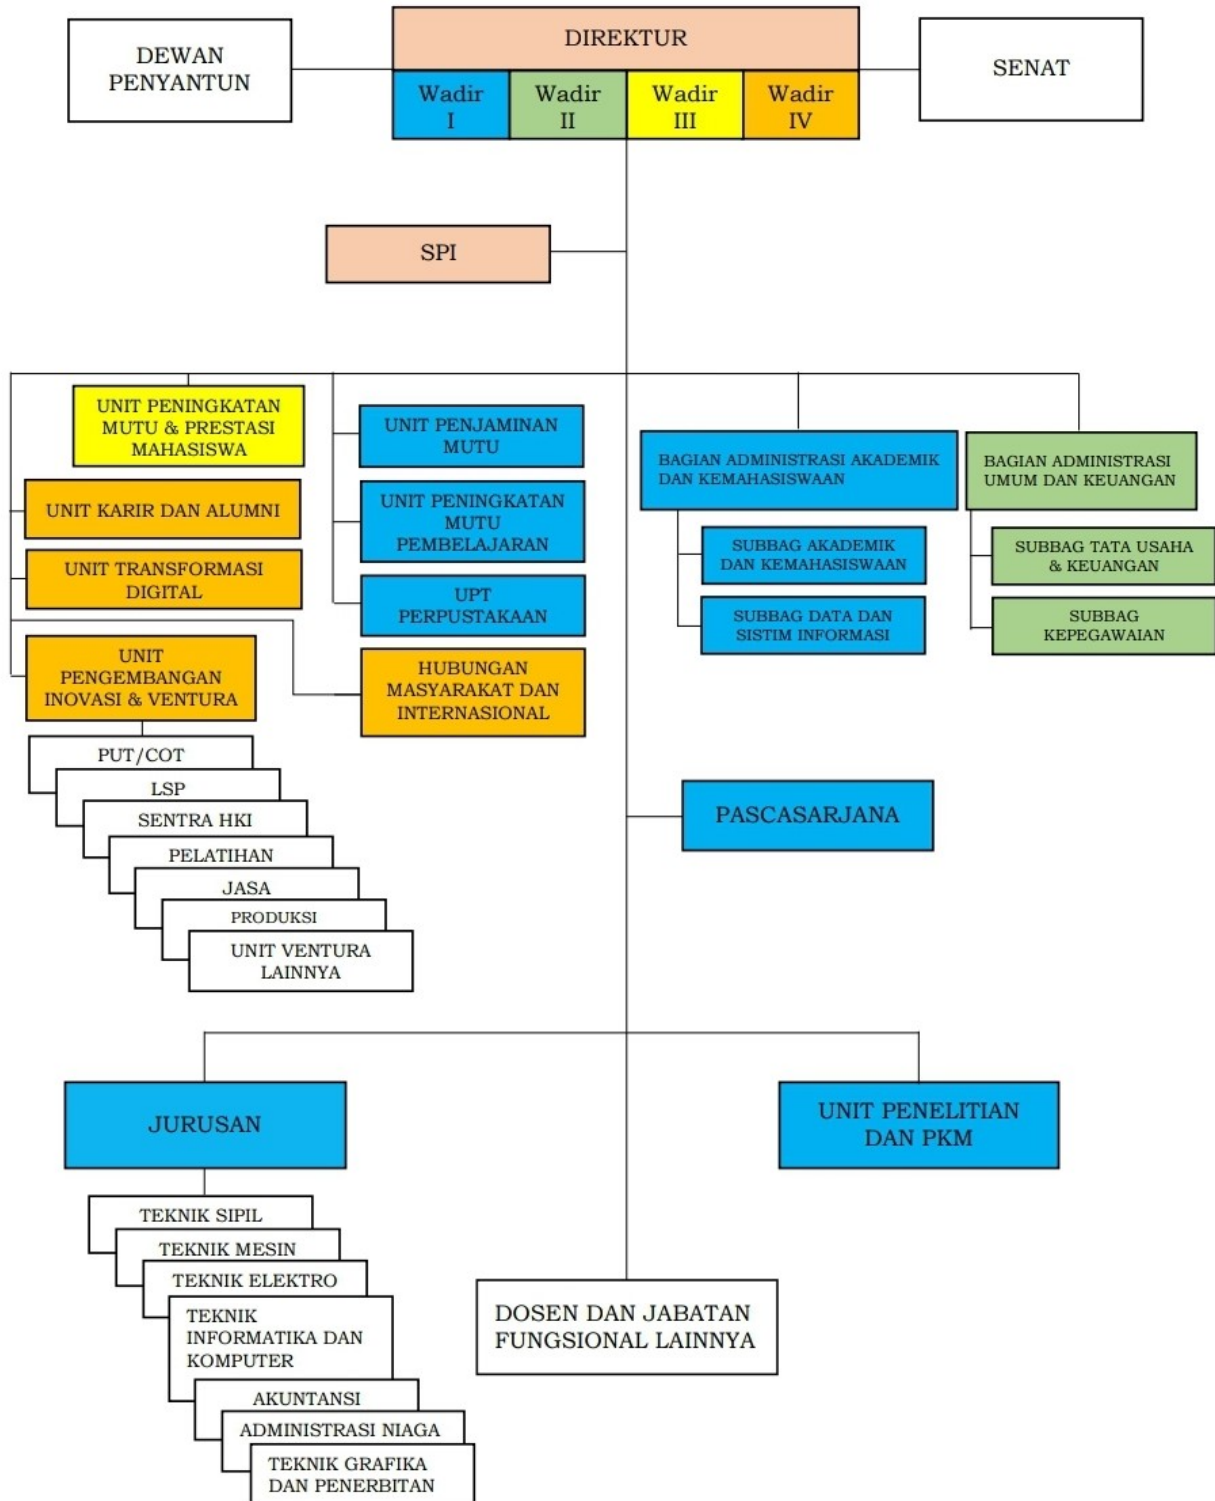 DEWAN
PENYANTUN
DIREKTUR
Wadir
I
Wadir
II
Wadir
III
Wadir
IV
SENAT
SPI
UNIT PENINGKATAN
MUTU & PRESTASI
MAHASISWA
UNIT KARIR DAN ALUMNI
UNIT TRANSFORMASI
DIGITAL
UNIT
PENGEMBANGAN
INOVASI & VENTURA
PUT/COT
LSP
SENTRA HKI
PELATIHAN
JASA
PRODUKSI
UNIT VENTURA
LAINNYA
UNIT PENJAMINAN
MUTU
UNIT PENINGKATAN
MUTU
PEMBELAJARAN
UPT
PERPUSTAKAAN
HUBUNGAN
MASYARAKAT DAN
INTERNASIONAL
BAGIAN ADMINISTRASI AKADEMIK
DAN KEMAHASISWAAN
SUBBAG AKADEMIK
DAN KEMAHASISWAAN
SUBBAG DATA DAN
SISTIM INFORMASI
BAGIAN ADMINISTRASI
UMUM DAN KEUANGAN
SUBBAG TATA USAHA
& KEUANGAN
SUBBAG
KEPEGAWAIAN
PASCASARJANA
JURUSAN
TEKNIK SIPIL
TEKNIK MESIN
TEKNIK ELEKTRO
TEKNIK
INFORMATIKA DAN
KOMPUTER
AKUNTANSI
ADMINISTRASI NIAGA
TEKNIK GRAFIKA
DAN PENERBITAN
DOSEN DAN JABATAN
FUNGSIONAL LAINNYA
UNIT PENELITIAN
DAN PKM